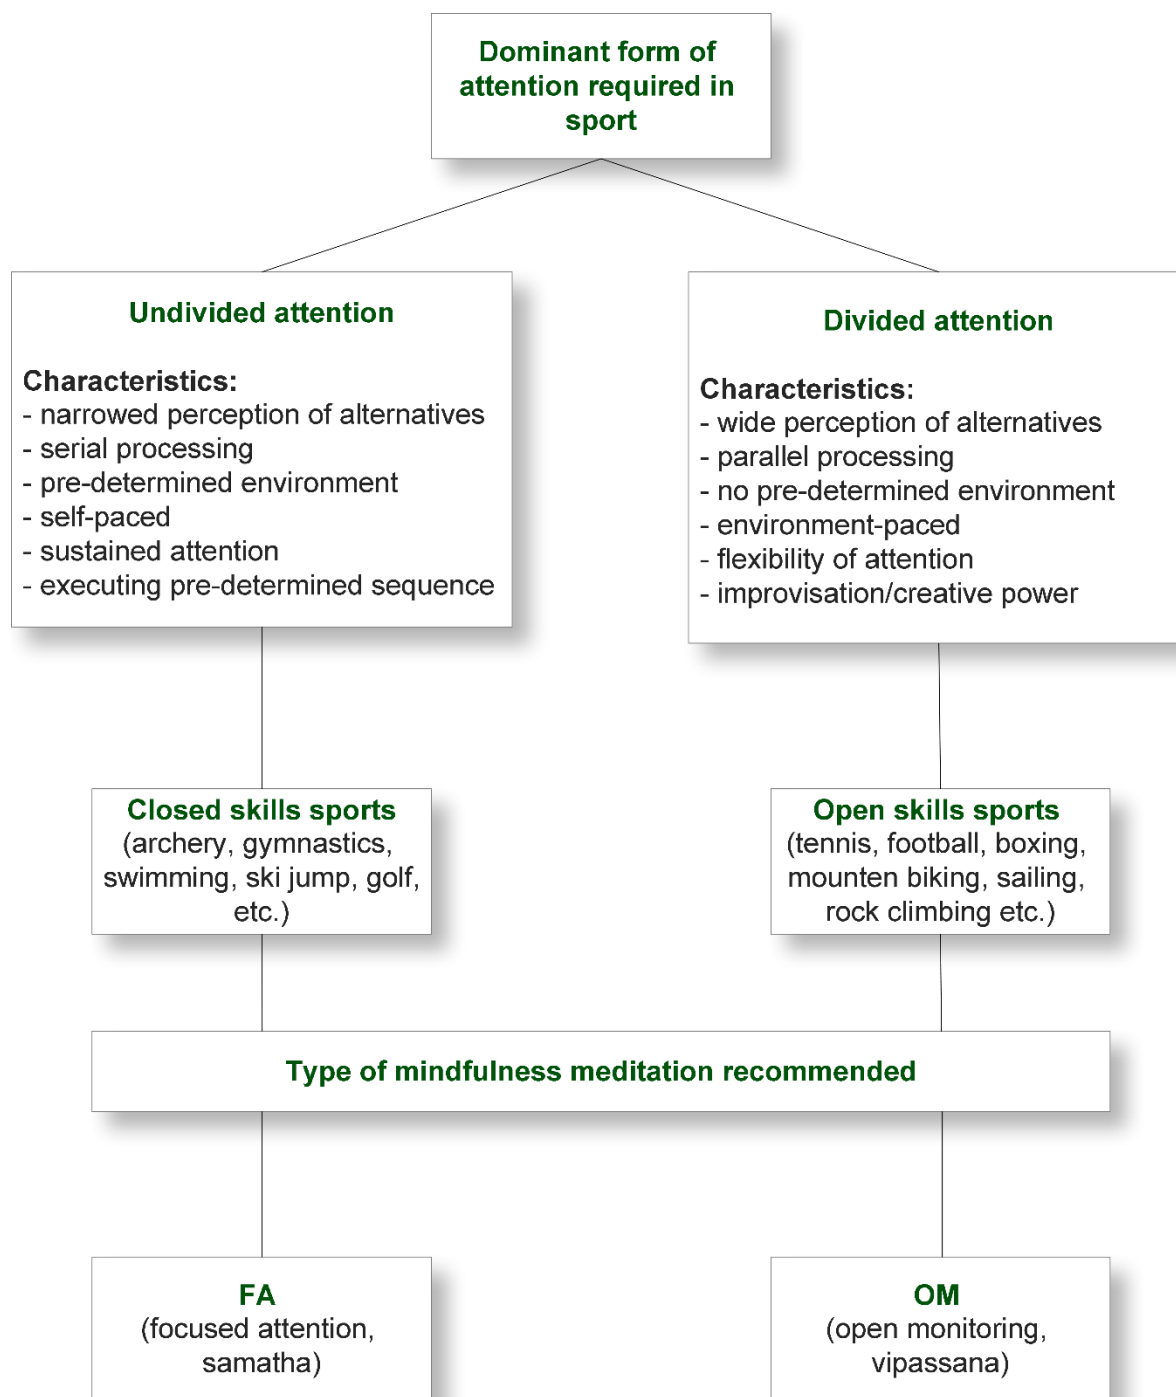 Dominant form of
attention required in
sport
Undivided attention
Characteristics:
- narrowed perception of alternatives
- serial processing
- pre-determined environment
- self-paced
- sustained attention
- executing pre-determined sequence
Divided attention
Characteristics:
- wide perception of alternatives
- parallel processing
- no pre-determined environment
- environment-paced
- flexibility of attention
- improvisation/creative power
Closed skills sports
(archery, gymnastics,
swimming, ski jump, golf,
etc.)
Open skills sports
(tennis, football, boxing,
mounten biking, sailing,
rock climbing etc.)
Type of mindfulness meditation recommended
FA
(focused attention,
samatha)
OM
(open monitoring,
vipassana)